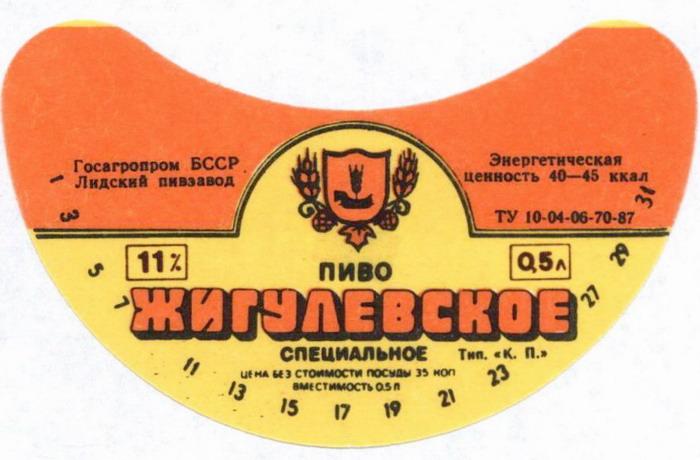 Госагропром БССР
Лидский пивзавод
Энергетическая
ценность 40—45 ккал
ТУ 10-04-06-70-87
11%
0,5л
ПИВО
ЖИГУЛЕВСКОЕ
СПЕЦИАЛЬНОЕ
Тип. «К. П.»
ЦЕНА БЕЗ СТОИМОСТИ ПОСУДЫ 35 КОП
ВМЕСТИМОСТЬ 0.5 Л
1 3 5 7 11 13 15 17 19 21 23 27 29 31